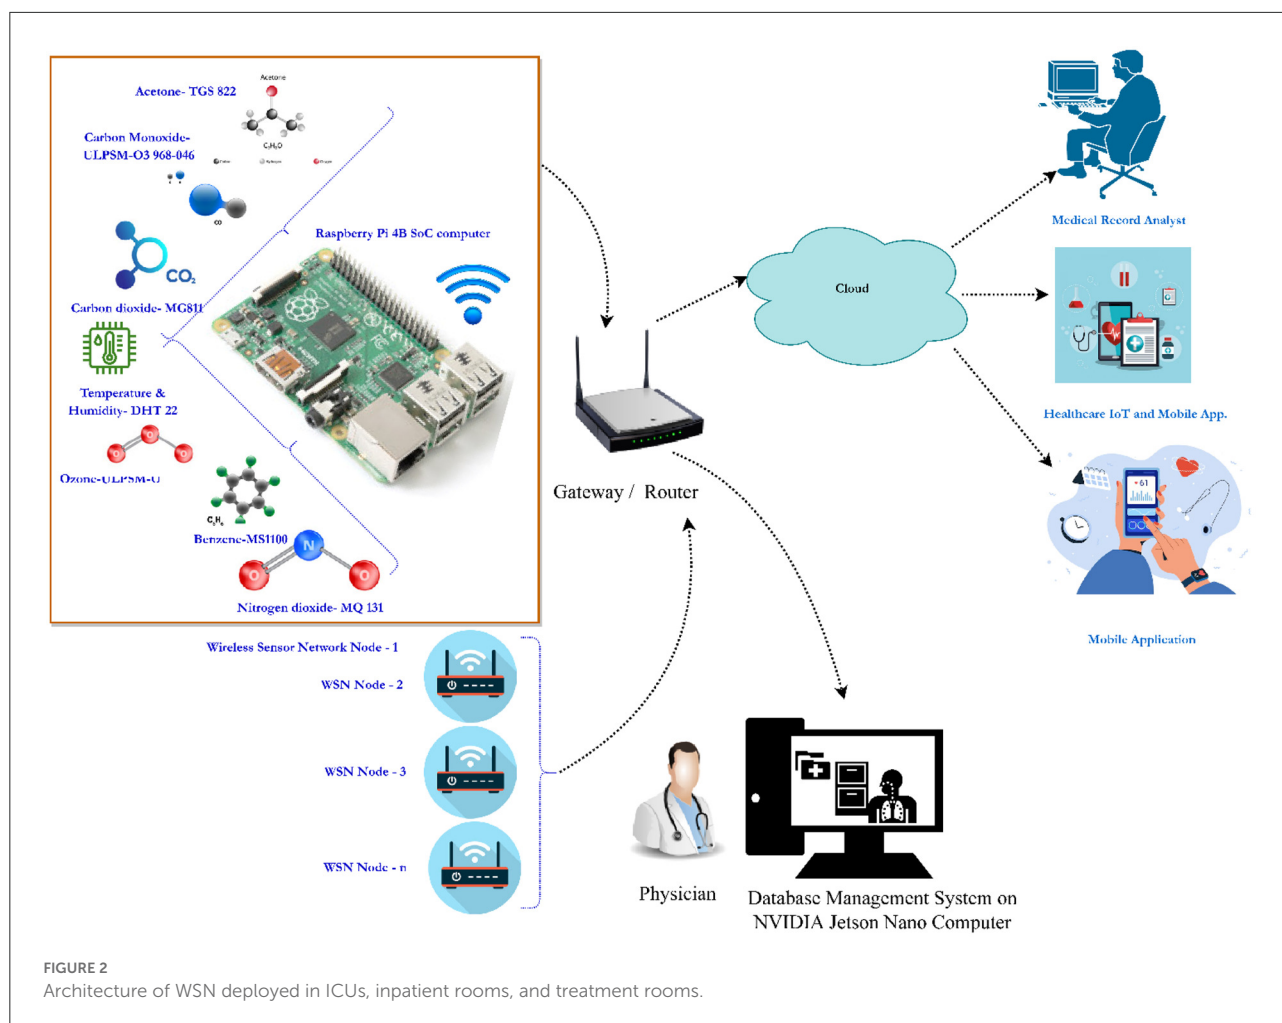 Acetone
Acetone- TGS 822
C₃H₆O
Carbon Monoxide-
ULPSM-O3 968-046
Hydrogen
Oxygen
CO
CO₂
Raspberry Pi 4B SoC computer
Carbon dioxide- MG811
Temperature &
Humidity- DHT 22
O O O
Ozone-ULPSM-O
C₆H₆
Benzene-MS1100
N
O O
Nitrogen dioxide- MQ 131
Wireless Sensor Network Node - 1
WSN Node - 2
WSN Node - 3
WSN Node - n
Gateway / Router
Cloud
Medical Record Analyst
Healthcare IoT and Mobile App.
61
Mobile Application
Physician
Database Management System on
NVIDIA Jetson Nano Computer
FIGURE 2
Architecture of WSN deployed in ICUs, inpatient rooms, and treatment rooms.